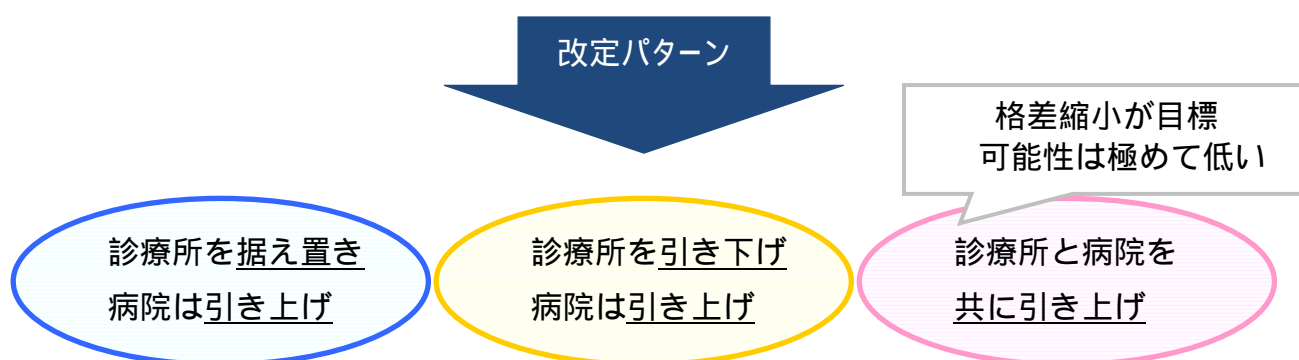 改定パターン
格差縮小が目標
可能性は極めて低い
診療所を据え置き
病院は引き上げ
診療所を引き下げ
病院は引き上げ
診療所と病院を
共に引き上げ